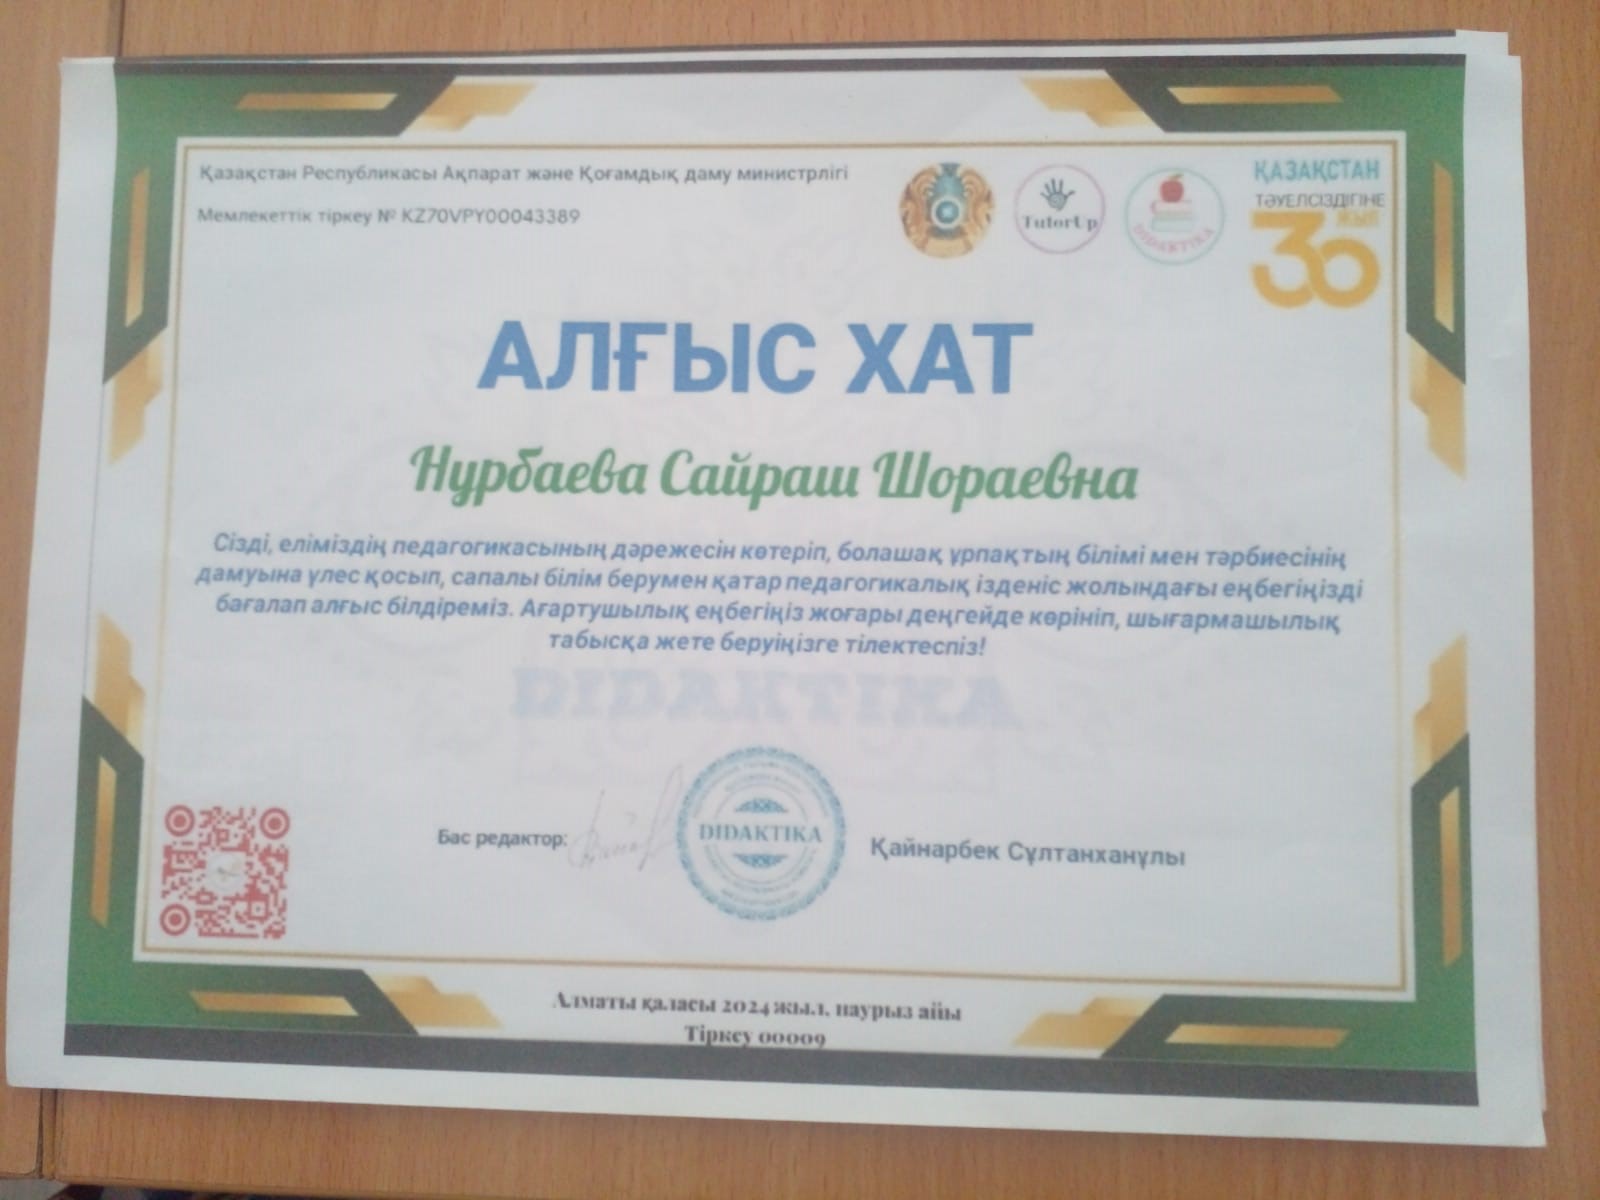 Қазақстан Республикасы Ақпарат және Қоғамдық даму министрлігі
Мемлекеттік тіркеу № KZ70VPY00043389
TutorUp
DIDAKTIKA
ҚАЗАҚСТАН
ТӘУЕЛСІЗДІГІНЕ
30 ЖЫЛ
АЛҒЫС ХАТ
Нурбаева Сайраш Шораевна
Сізді, еліміздің педагогикасының дәрежесін көтеріп, болашақ ұрпақтың білімі мен тәрбиесінің
дамуына үлес қосып, сапалы білім берумен қатар педагогикалық ізденіс жолындағы еңбегіңізді
бағалап алғыс білдіреміз. Ағартушылық еңбегіңіз жоғары деңгейде көрініп, шығармашылық
табысқа жете беруіңізге тілектеспіз!
DIDAKTIKA
Бас редактор:
DIDAKTIKA
Қайнарбек Сұлтанханұлы
Алматы қаласы 2024 жыл, наурыз айы
Тіркеу 00009